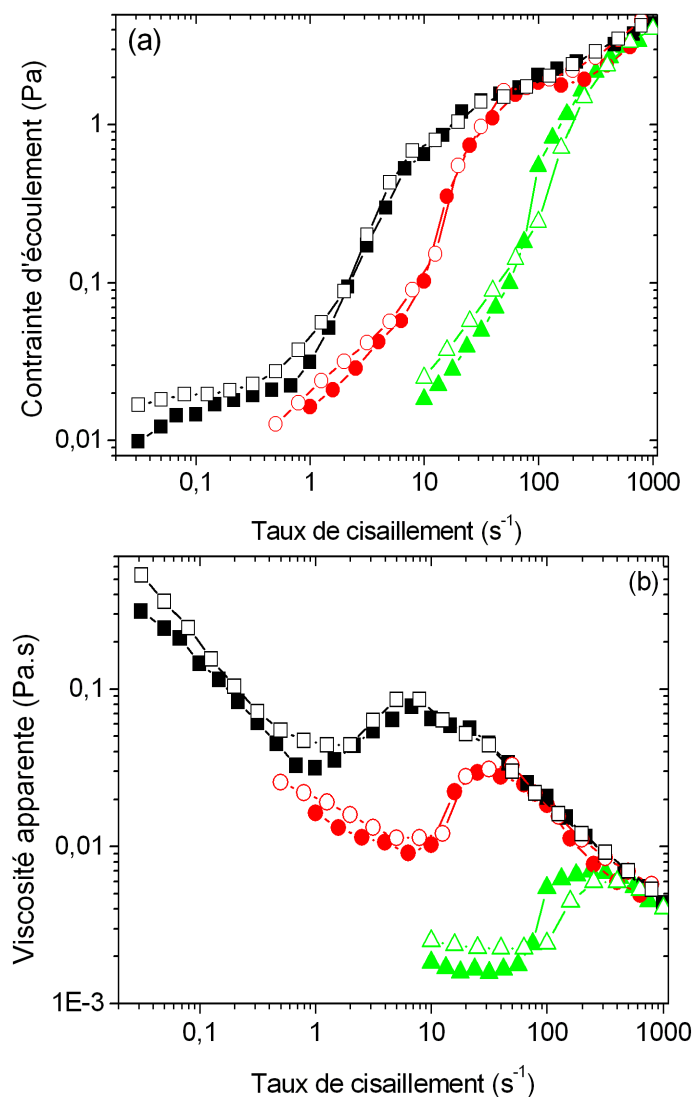 (a)
Contrainte d'écoulement (Pa)
1
0,1
0,01
0,1
1
10
100
1000
Taux de cisaillement (s-1)
(b)
Viscosité apparente (Pa.s)
0,1
0,01
1E-3
0,1
1
10
100
1000
Taux de cisaillement (s-1)